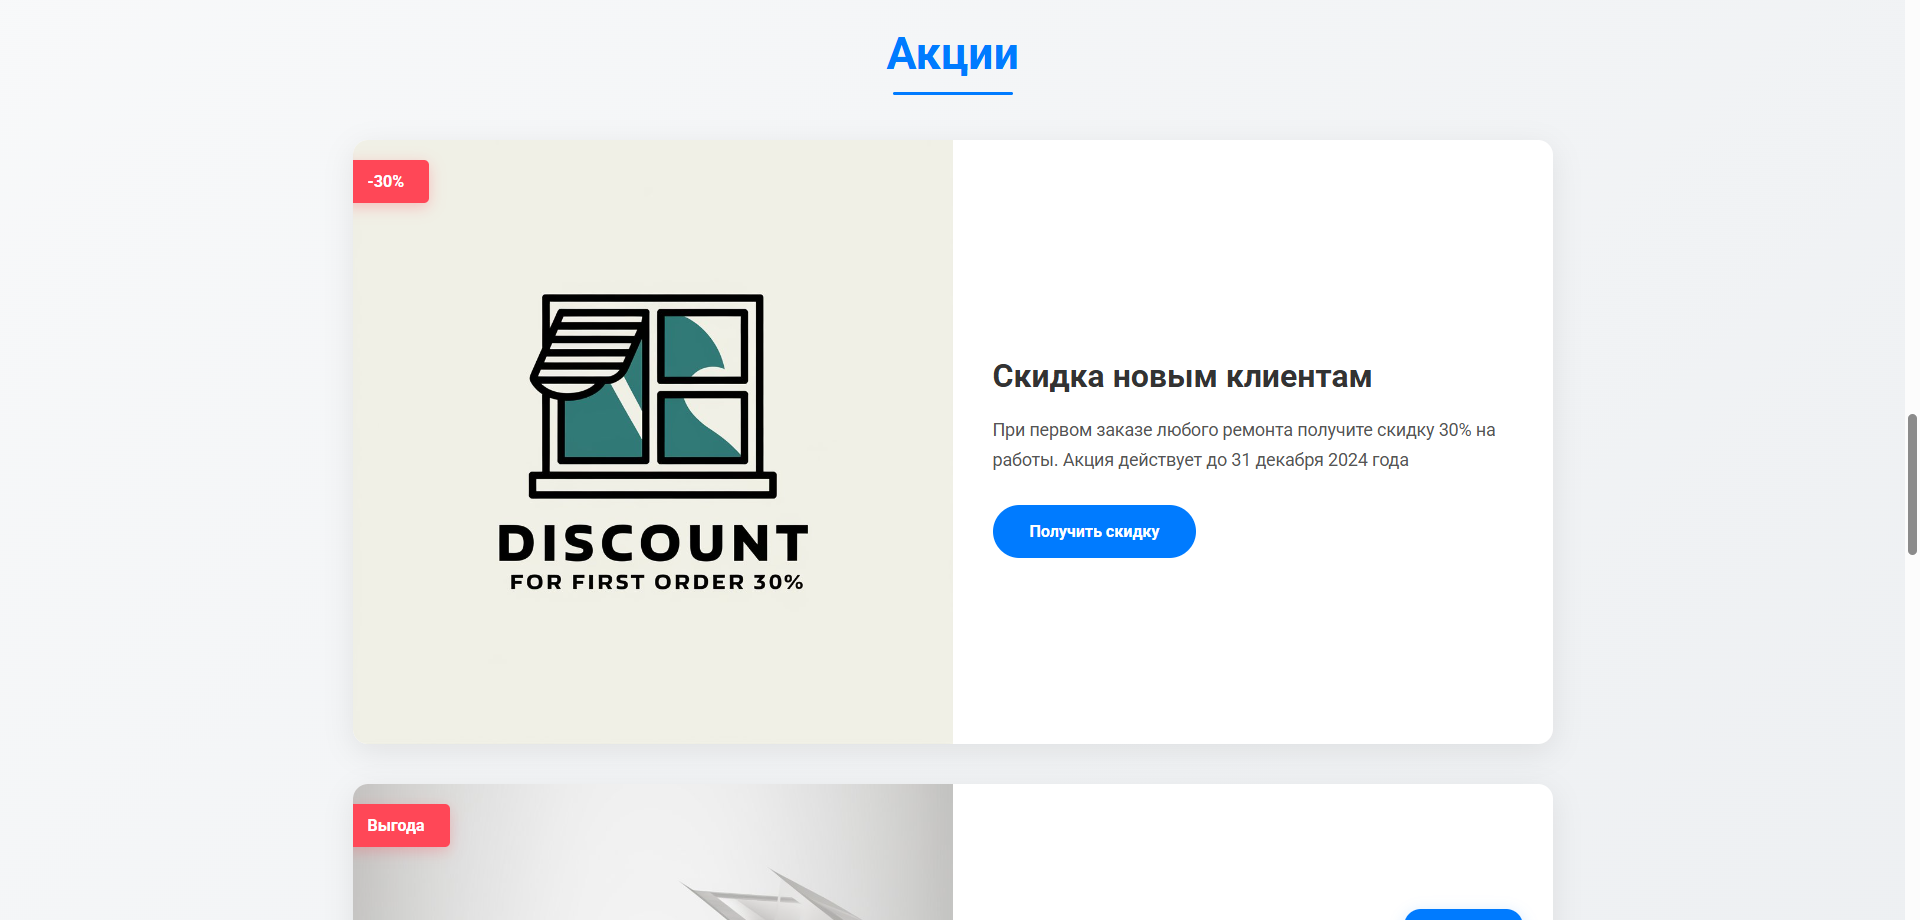 Акции
-30%
DISCOUNT
FOR FIRST ORDER 30%
Скидка новым клиентам
При первом заказе любого ремонта получите скидку 30% на
работы. Акция действует до 31 декабря 2024 года
Получить скидку
Выгода